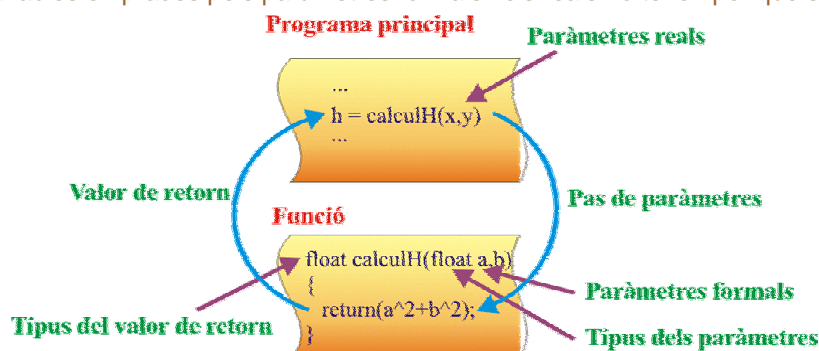 Programa principal
Paràmetres reals
...
h = calculH(x,y)
...
Valor de retorn
Pas de paràmetres
Funció
float calculH(float a,b)
{
return(a^2+b^2);
}
Paràmetres formals
Tipus del valor de retorn
Tipus dels paràmetres